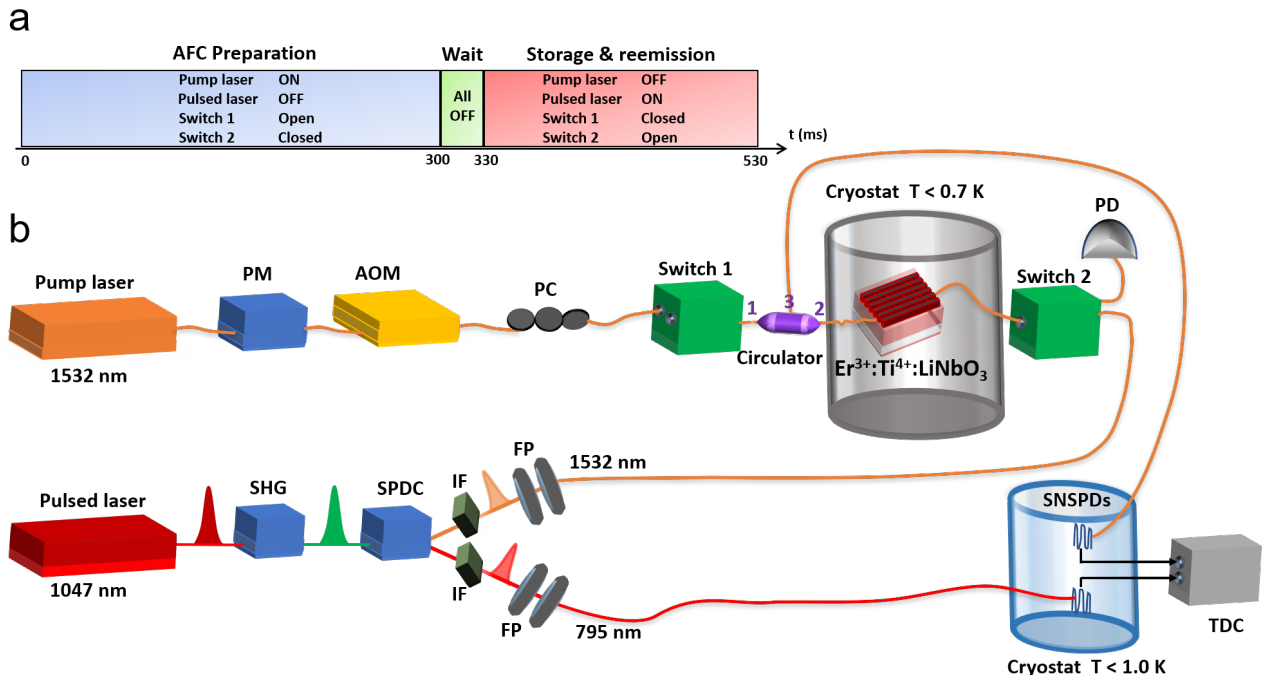 a
AFC Preparation
Wait
Storage & reemission
Pump laser ON
Pulsed laser OFF
Switch 1 Open
Switch 2 Closed
All
OFF
Pump laser OFF
Pulsed laser ON
Switch 1 Closed
Switch 2 Open
t (ms)
0
300
330
530
b
Cryostat T < 0.7 K
PD
Pump laser
PM
AOM
PC
Switch 1
Switch 2
1
3
2
Circulator
Er³⁺:Ti⁴⁺:LiNbO₃
1532 nm
Pulsed laser
SHG
SPDC
IF
FP
1532 nm
SNSPDs
1047 nm
IF
FP
795 nm
TDC
Cryostat T < 1.0 K